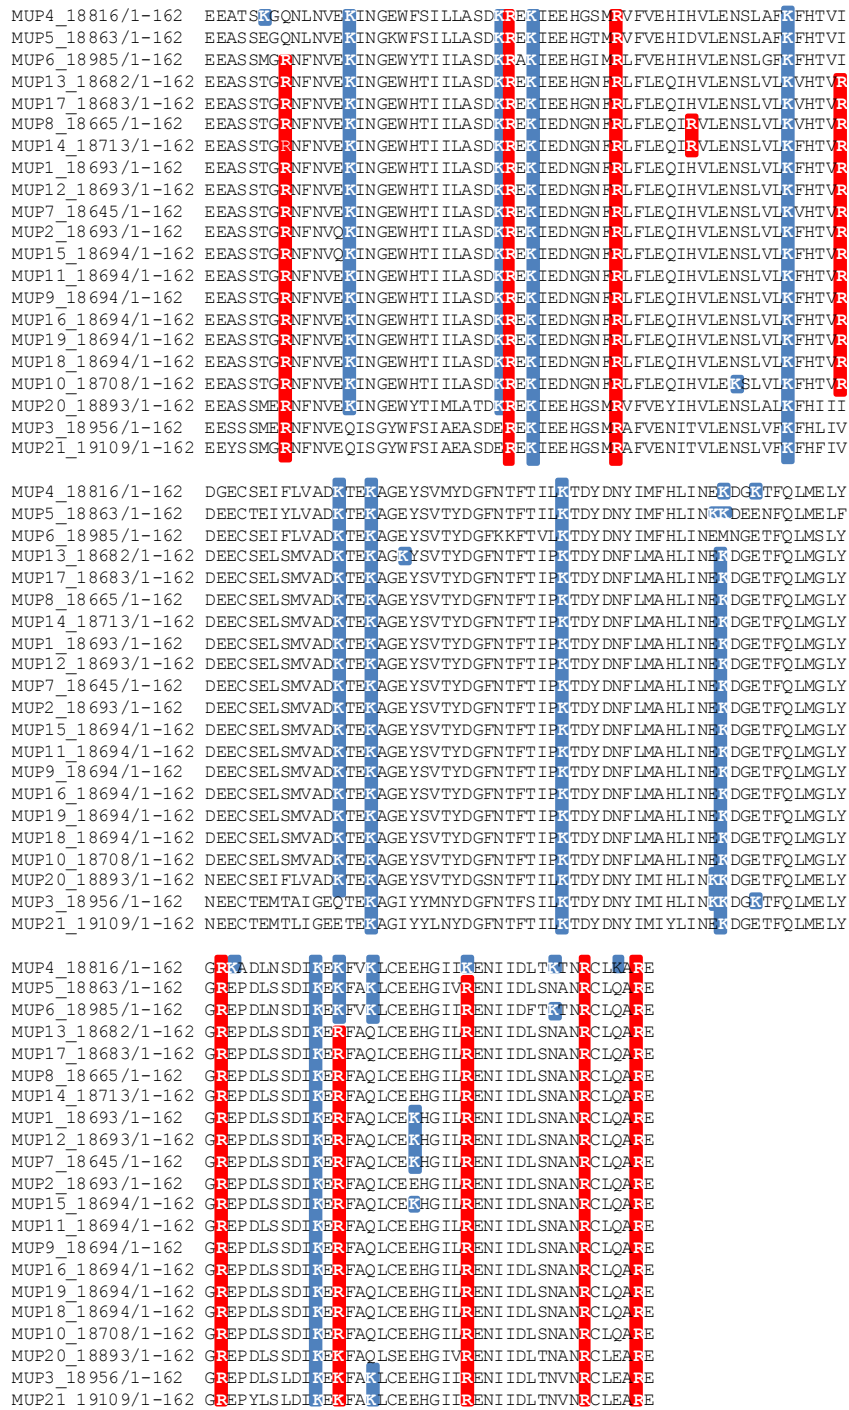 MUP4_18816/1-162 EEATSKGQNLNVEKINGEWFSILLASDKREKIEEHGSMRVFVEHIHVLENSLAFKFHTVI
MUP5_18863/1-162 EEASSEGQNLNVEKINGKWFSILLASDKREKIEEHGTMRVFVEHIDVLENSLAFKFHTVI
MUP6_18985/1-162 EEASSMGRNFNVEKINGEWYTIILASDKRAKIEEHGSMRLFVEHIHVLENSLGFKFHTVI
MUP13_18682/1-162 EEASSTGRNFNVEKINGEWHTIILASDKREKIEEHGNFRLFLEQIHVLENSLVLKVHTVR
MUP17_18683/1-162 EEASSTGRNFNVEKINGEWHTIILASDKREKIEEHGNFRLFLEQIHVLENSLVLKVHTVR
MUP8_18665/1-162 EEASSTGRNFNVEKINGEWHTIILASDKREKIEDNGNFRLFLEQIRVLENSLVLKVHTVR
MUP14_18713/1-162 EEASSTGRNFNVEKINGEWHTIILASDKREKIEDNGNFRLFLEQIRVLENSLVLKFHTVR
MUP1_18693/1-162 EEASSTGRNFNVEKINGEWHTIILASDKREKIEDNGNFRLFLEQIHVLENSLVLKFHTVR
MUP12_18693/1-162 EEASSTGRNFNVEKINGEWHTIILASDKREKIEDNGNFRLFLEQIHVLENSLVLKFHTVR
MUP7_18645/1-162 EEASSTGRNFNVEKINGEWHTIILASDKREKIEDNGNFRLFLEQIHVLENSLVLKVHTVR
MUP2_18693/1-162 EEASSTGRNFNVQKINGEWHTIILASDKREKIEDNGNFRLFLEQIHVLENSLVLKFHTVR
MUP15_18694/1-162 EEASSTGRNFNVQKINGEWHTIILASDKREKIEDNGNFRLFLEQIHVLENSLVLKFHTVR
MUP11_18694/1-162 EEASSTGRNFNVEKINGEWHTIILASDKREKIEDNGNFRLFLEQIHVLENSLVLKFHTVR
MUP9_18694/1-162 EEASSTGRNFNVEKINGEWHTIILASDKREKIEDNGNFRLFLEQIHVLENSLVLKFHTVR
MUP16_18694/1-162 EEASSTGRNFNVEKINGEWHTIILASDKREKIEDNGNFRLFLEQIHVLENSLVLKFHTVR
MUP19_18694/1-162 EEASSTGRNFNVEKINGEWHTIILASDKREKIEDNGNFRLFLEQIHVLENSLVLKFHTVR
MUP18_18694/1-162 EEASSTGRNFNVEKINGEWHTIILASDKREKIEDNGNFRLFLEQIHVLENSLVLKFHTVR
MUP10_18708/1-162 EEASSTGRNFNVEKINGEWHTIILASDKREKIEDNGNFRLFLEQIHVLEKSLVLKFHTVR
MUP20_18893/1-162 EEASSMERNFNVEKINGEWYTIMLATDKREKIEEHGSMRVFVEYIHVLENSLALKFHIII
MUP3_18956/1-162 EESSSMERNFNVEQISGYWFSIAEASDEREKIEEHGSMRAFVENITVLENSLVFKFHLIV
MUP21_19109/1-162 EEYSSMGRNFNVEQISGYWFSIAEASDEREKIEEHGSMRAFVENITVLENSLVFKFHFIV
MUP4_18816/1-162 DGECSEIFLVADKTEKAGEYSVMYDGFNTFTILKTDYDNYIMFHLINEKDGKTFQLMELY
MUP5_18863/1-162 DEECTEIYLVADKTEKAGEYSVTYDGFNTFTILKTDYDNYIMFHLINKKDEENFQLMELF
MUP6_18985/1-162 DEECSEIFLVADKTEKAGEYSVTYDGFKKFTVLKTDYDNYIMFHLINEMNGETFQLMSLY
MUP13_18682/1-162 DEECSELSMVADKTEKAGKYSVTYDGFNTFTIPKTDYDNFLMAHLINEKDGETFQLMGLY
MUP17_18683/1-162 DEECSELSMVADKTEKAGEYSVTYDGFNTFTIPKTDYDNFLMAHLINEKDGETFQLMGLY
MUP8_18665/1-162 DEECSELSMVADKTEKAGEYSVTYDGFNTFTIPKTDYDNFLMAHLINEKDGETFQLMGLY
MUP14_18713/1-162 DEECSELSMVADKTEKAGEYSVTYDGFNTFTIPKTDYDNFLMAHLINEKDGETFQLMGLY
MUP1_18693/1-162 DEECSELSMVADKTEKAGEYSVTYDGFNTFTIPKTDYDNFLMAHLINEKDGETFQLMGLY
MUP12_18693/1-162 DEECSELSMVADKTEKAGEYSVTYDGFNTFTIPKTDYDNFLMAHLINEKDGETFQLMGLY
MUP7_18645/1-162 DEECSELSMVADKTEKAGEYSVTYDGFNTFTIPKTDYDNFLMAHLINEKDGETFQLMGLY
MUP2_18693/1-162 DEECSELSMVADKTEKAGEYSVTYDGFNTFTIPKTDYDNFLMAHLINEKDGETFQLMGLY
MUP15_18694/1-162 DEECSELSMVADKTEKAGEYSVTYDGFNTFTIPKTDYDNFLMAHLINEKDGETFQLMGLY
MUP11_18694/1-162 DEECSELSMVADKTEKAGEYSVTYDGFNTFTIPKTDYDNFLMAHLINEKDGETFQLMGLY
MUP9_18694/1-162 DEECSELSMVADKTEKAGEYSVTYDGFNTFTIPKTDYDNFLMAHLINEKDGETFQLMGLY
MUP16_18694/1-162 DEECSELSMVADKTEKAGEYSVTYDGFNTFTIPKTDYDNFLMAHLINEKDGETFQLMGLY
MUP19_18694/1-162 DEECSELSMVADKTEKAGEYSVTYDGFNTFTIPKTDYDNFLMAHLINEKDGETFQLMGLY
MUP18_18694/1-162 DEECSELSMVADKTEKAGEYSVTYDGFNTFTIPKTDYDNFLMAHLINEKDGETFQLMGLY
MUP10_18708/1-162 DEECSELSMVADKTEKAGEYSVTYDGFNTFTIPKTDYDNFLMAHLINEKDGETFQLMGLY
MUP20_18893/1-162 NEECSEIFLVADKTEKAGEYSVTYDGSNTFTILKTDYDNYIMIHLINKKDGETFQLMELY
MUP3_18956/1-162 NEECTEMTAIGEQTEKAGIYYMNYDGFNTFSILKTDYDNYIMIHLINKKDGKTFQLMELY
MUP21_19109/1-162 NEECTEMTLIGEETEKAGIYYLNYDGFNTFTILKTDYDNYIMIYLINEKDGETFQLMELY
MUP4_18816/1-162 GRKADLNSDIKEKFVKLCEEHGIIKENIIDLTKTNRCLKARE
MUP5_18863/1-162 GREPDLNSDIKEKFAKLCEEHGIVRENIIDLSNANRCLQARE
MUP6_18985/1-162 GREPDLNSDIKEKFVKLCEEHGIIRENIIDFTKTNRCLQARE
MUP13_18682/1-162 GREPDLSSDIKERFAQLCEEHGILRENIIDLSNANRCLQARE
MUP17_18683/1-162 GREPDLSSDIKERFAQLCEEHGILRENIIDLSNANRCLQARE
MUP8_18665/1-162 GREPDLSSDIKERFAQLCEEHGILRENIIDLSNANRCLQARE
MUP14_18713/1-162 GREPDLSSDIKERFAQLCEEHGILRENIIDLSNANRCLQARE
MUP1_18693/1-162 GREPDLSSDIKERFAQLCEKHGILRENIIDLSNANRCLQARE
MUP12_18693/1-162 GREPDLSSDIKERFAQLCEKHGILRENIIDLSNANRCLQARE
MUP7_18645/1-162 GREPDLSSDIKERFAQLCEKHGILRENIIDLSNANRCLQARE
MUP2_18693/1-162 GREPDLSSDIKERFAQLCEEHGILRENIIDLSNANRCLQARE
MUP15_18694/1-162 GREPDLSSDIKERFAQLCEKHGILRENIIDLSNANRCLQARE
MUP11_18694/1-162 GREPDLSSDIKERFAQLCEEHGILRENIIDLSNANRCLQARE
MUP9_18694/1-162 GREPDLSSDIKERFAQLCEEHGILRENIIDLSNANRCLQARE
MUP16_18694/1-162 GREPDLSSDIKERFAQLCEEHGILRENIIDLSNANRCLQARE
MUP19_18694/1-162 GREPDLSSDIKERFAQLCEEHGILRENIIDLSNANRCLQARE
MUP18_18694/1-162 GREPDLSSDIKERFAQLCEEHGILRENIIDLSNANRCLQARE
MUP10_18708/1-162 GREPDLSSDIKERFAQLCEEHGILRENIIDLSNANRCLQARE
MUP20_18893/1-162 GREPDLSSDIKEKFAQLSEEHGIVRENIIDLTNANRCLEARE
MUP3_18956/1-162 GREPDLSLDIKEKFAKLCEEHGIIRENIIDLTNVNRCLEARE
MUP21_19109/1-162 GREPYLSLDIKEKFAKLCEEHGIIRENIIDLTNVNRCLEARE